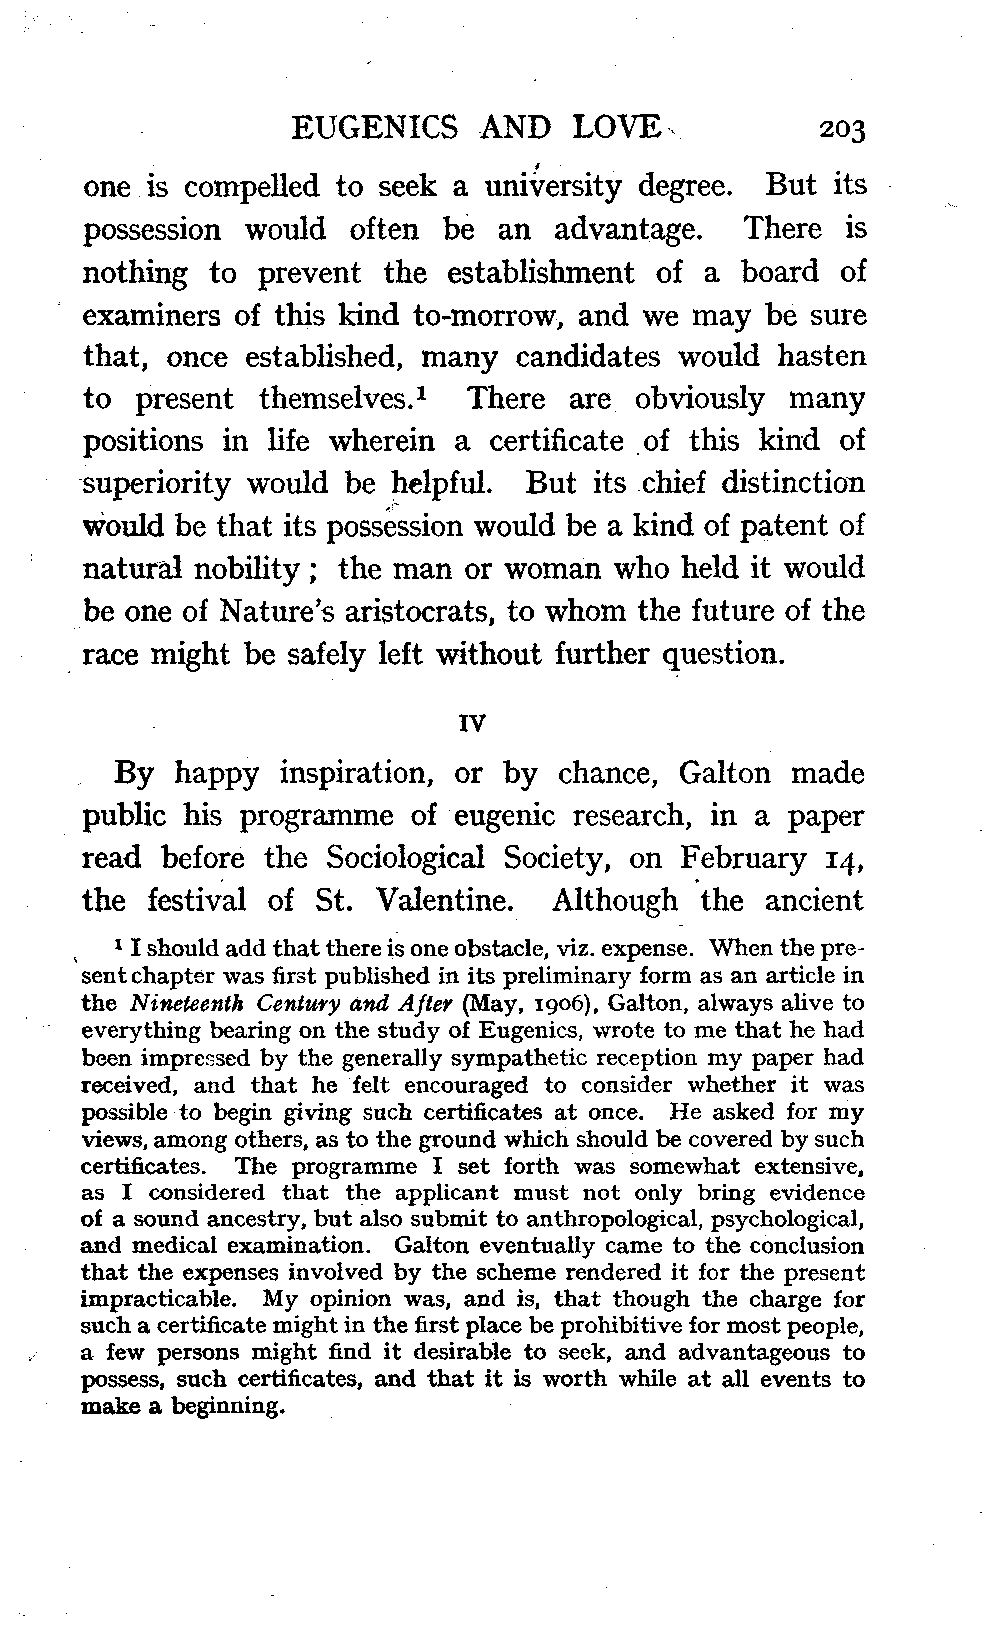 EUGENICS AND LOVE 203
one is compelled to seek a university degree. But its
possession would often be an advantage. There is
nothing to prevent the establishment of a board of
examiners of this kind to-morrow, and we may be sure
that, once established, many candidates would hasten
to present themselves.¹ There are obviously many
positions in life wherein a certificate of this kind of
superiority would be helpful. But its chief distinction
would be that its possession would be a kind of patent of
natural nobility ; the man or woman who held it would
be one of Nature's aristocrats, to whom the future of the
race might be safely left without further question.
IV
By happy inspiration, or by chance, Galton made
public his programme of eugenic research, in a paper
read before the Sociological Society, on February 14,
the festival of St. Valentine. Although the ancient
¹ I should add that there is one obstacle, viz. expense. When the pre-
sent chapter was first published in its preliminary form as an article in
the Nineteenth Century and After (May, 1906), Galton, always alive to
everything bearing on the study of Eugenics, wrote to me that he had
been impressed by the generally sympathetic reception my paper had
received, and that he felt encouraged to consider whether it was
possible to begin giving such certificates at once. He asked for my
views, among others, as to the ground which should be covered by such
certificates. The programme I set forth was somewhat extensive,
as I considered that the applicant must not only bring evidence
of a sound ancestry, but also submit to anthropological, psychological,
and medical examination. Galton eventually came to the conclusion
that the expenses involved by the scheme rendered it for the present
impracticable. My opinion was, and is, that though the charge for
such a certificate might in the first place be prohibitive for most people,
a few persons might find it desirable to seek, and advantageous to
possess, such certificates, and that it is worth while at all events to
make a beginning.